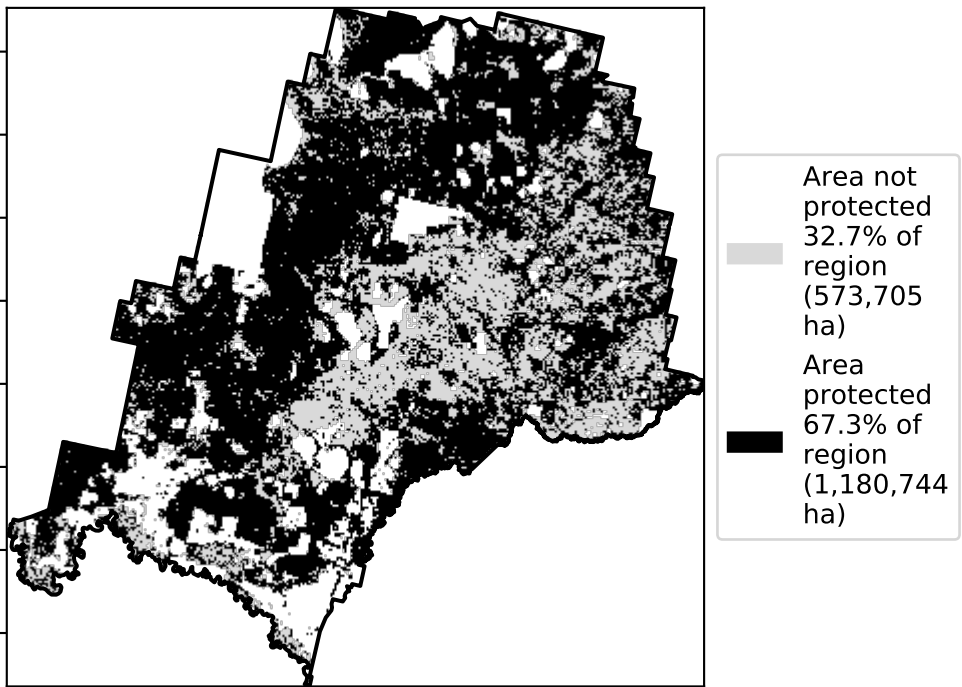 Area not
protected
32.7% of
region
(573,705
ha)
Area
protected
67.3% of
region
(1,180,744
ha)